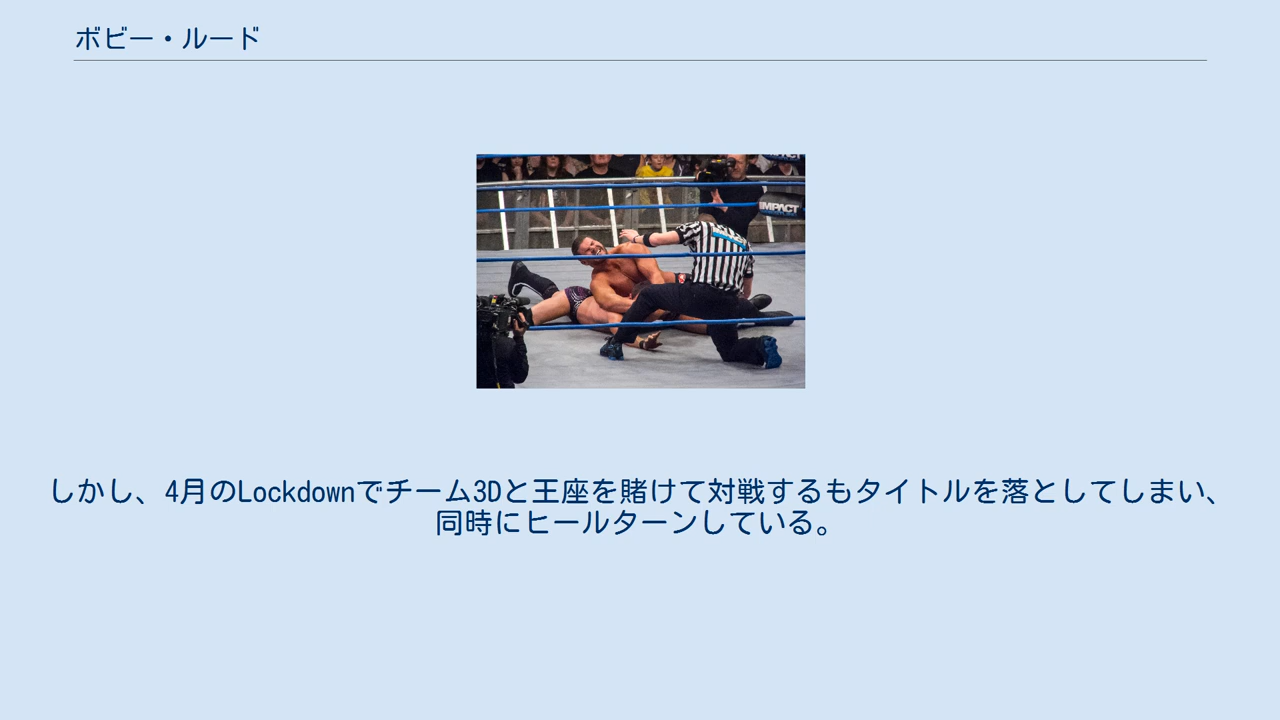 ボビー・ルード
IMPACT
しかし、4月のLockdownでチーム3Dと王座を賭けて対戦するもタイトルを落としてしまい、
同時にヒールターンしている。